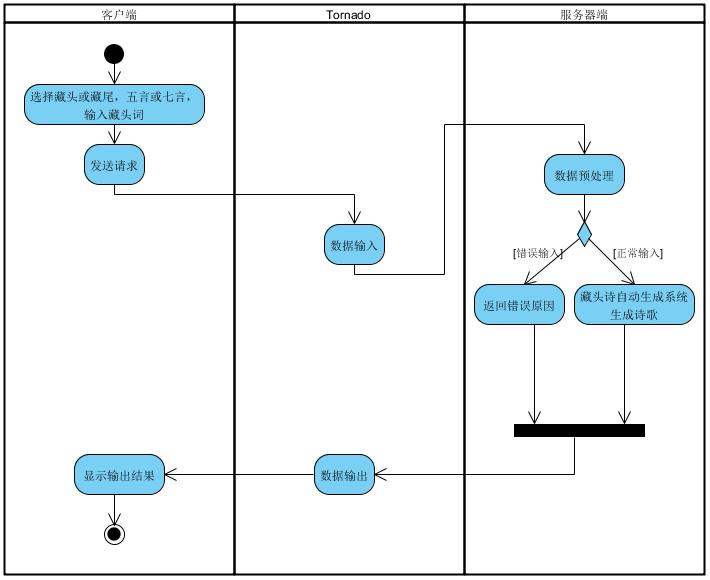 客户端
Tornado
服务器端
选择藏头或藏尾，五言或七言，
输入藏头词
发送请求
数据预处理
数据输入
[错误输入]
[正常输入]
返回错误原因
藏头诗自动生成系统
生成诗歌
显示输出结果
数据输出